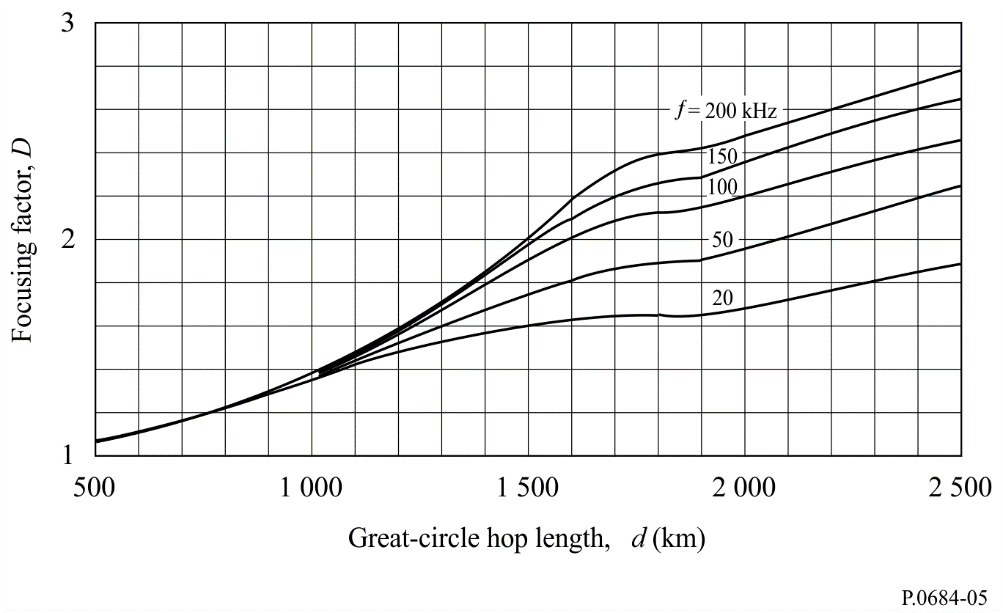 3
f = 200 kHz
150
100
2
50
20
1
500 1 000 1 500 2 000 2 500
Focusing factor, D
Great-circle hop length, d (km)
P.0684-05